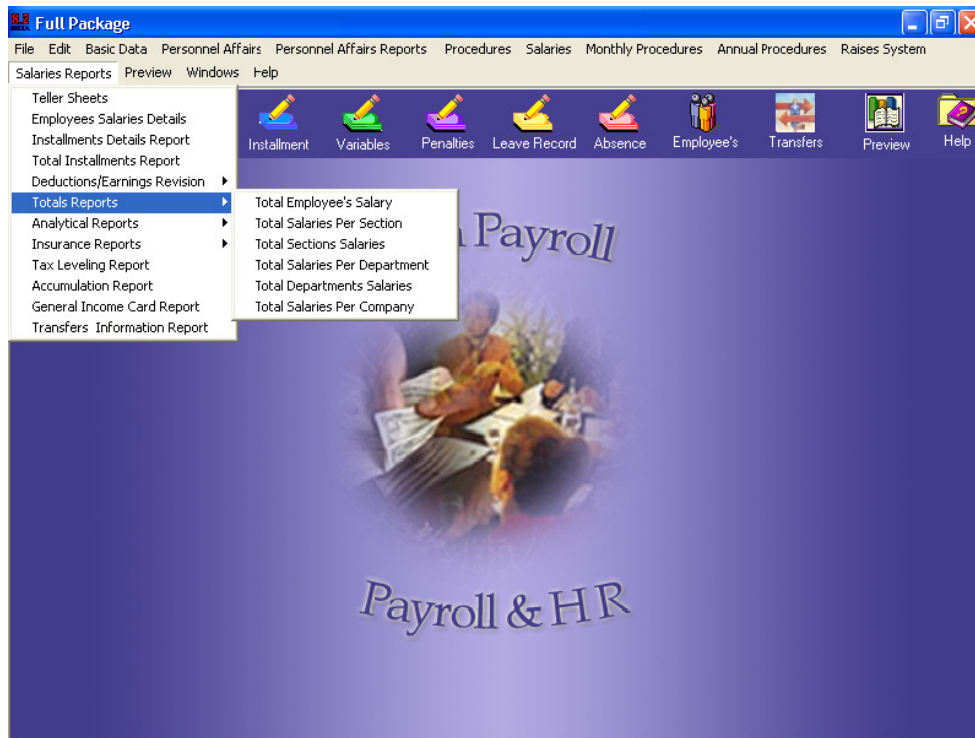 Full Package
File Edit Basic Data Personnel Affairs Personnel Affairs Reports Procedures Salaries Monthly Procedures Annual Procedures Raises System
Salaries Reports Preview Windows Help
Installment Variables Penalties Leave Record Absence Employee's Transfers Preview Help
Teller Sheets
Employees Salaries Details
Installments Details Report
Total Installments Report
Deductions/Earnings Revision
Totals Reports
Analytical Reports
Insurance Reports
Tax Leveling Report
Accumulation Report
General Income Card Report
Transfers Information Report
Total Employee's Salary
Total Salaries Per Section
Total Sections Salaries
Total Salaries Per Department
Total Departments Salaries
Total Salaries Per Company
Payroll
Payroll & HR